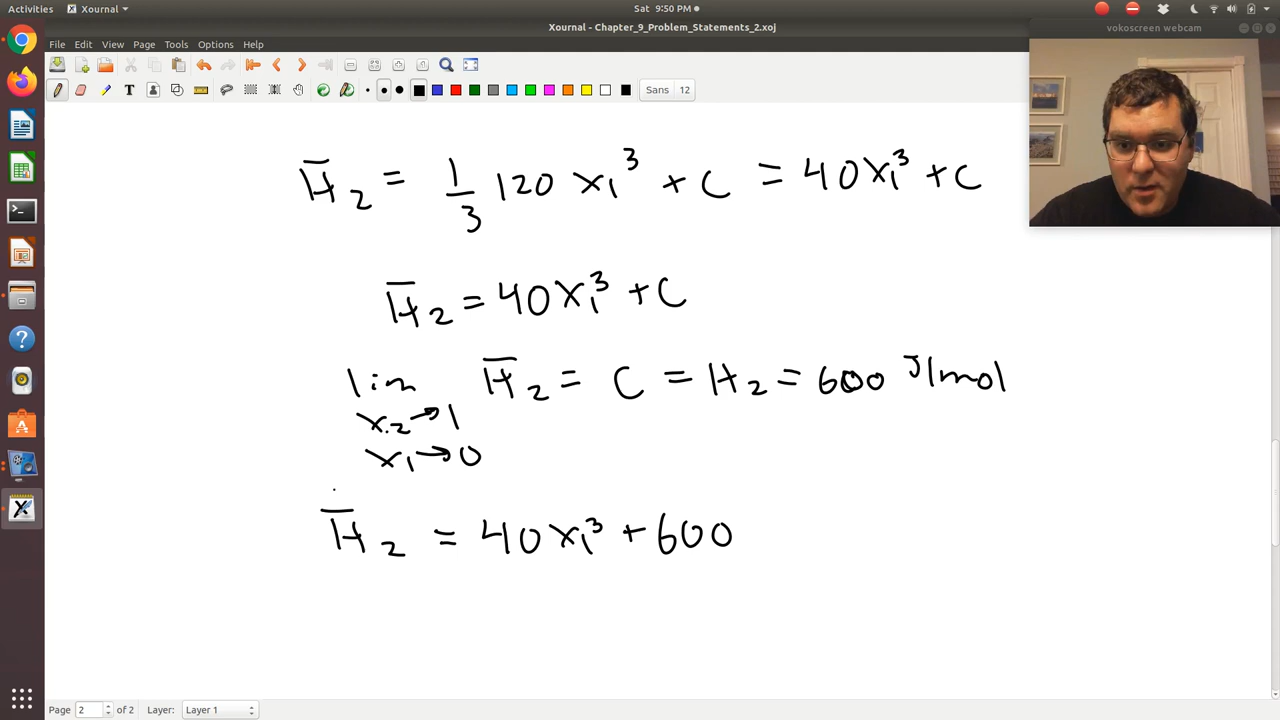 Activities Xournal Sat 9:50 PM
Xournal - Chapter_9_Problem_Statements_2.xoj
vokoscreen webcam
File Edit View Page Tools Options Help
Sans 12
H̅₂ = 1/3 120 x₁³ + C = 40x₁³ + C
H̅₂ = 40x₁³ + C
lim H̅₂ = C = H₂ = 600 J/mol
x₂→1
x₁→0
H̅₂ = 40x₁³ + 600
Page 2 of 2 Layer: Layer 1